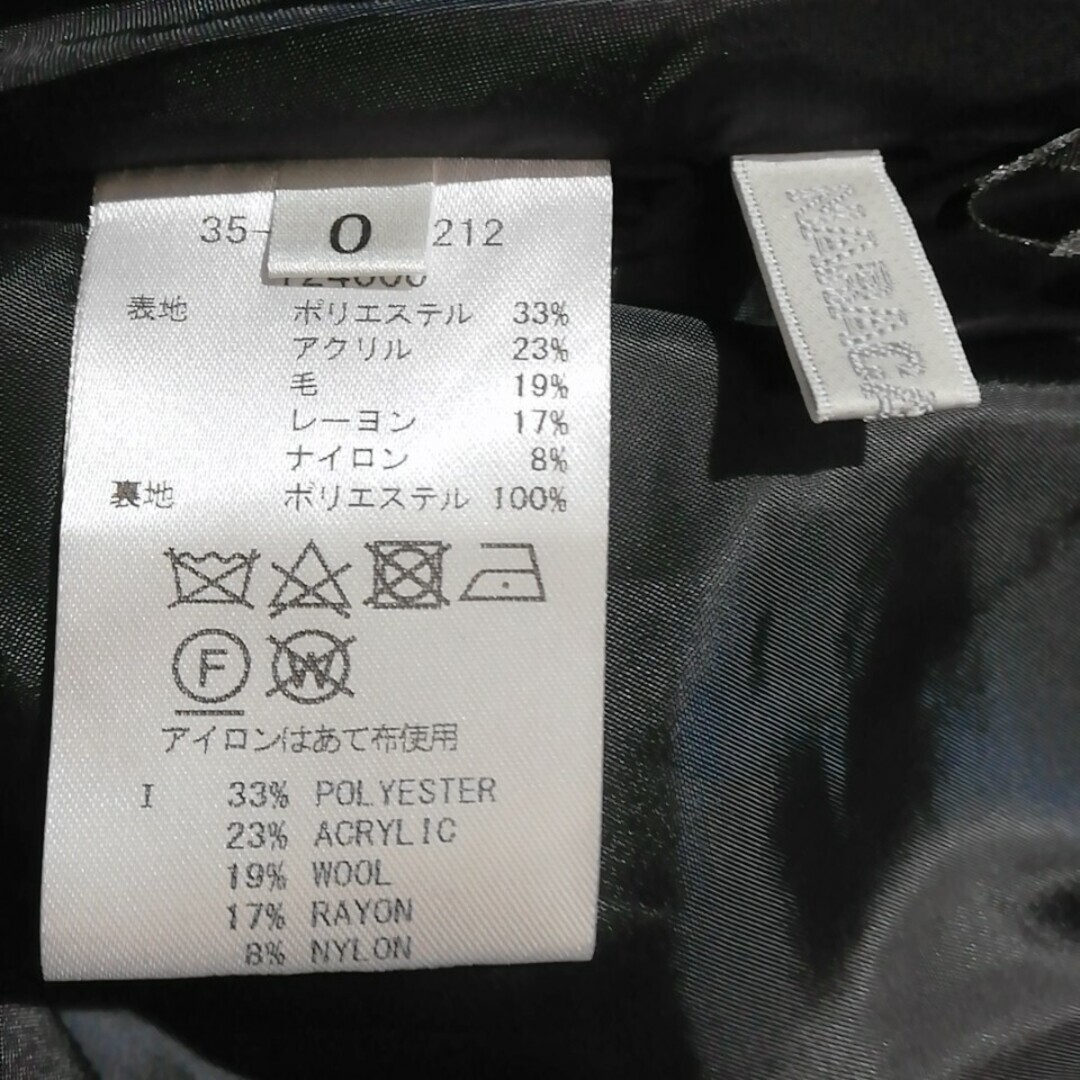 35- O 212
表地 ポリエステル 33%
アクリル 23%
毛 19%
レーヨン 17%
ナイロン 8%
裏地 ポリエステル 100%
F W
アイロンはあて布使用
I 33% POLYESTER
23% ACRYLIC
19% WOOL
17% RAYON
8% NYLON